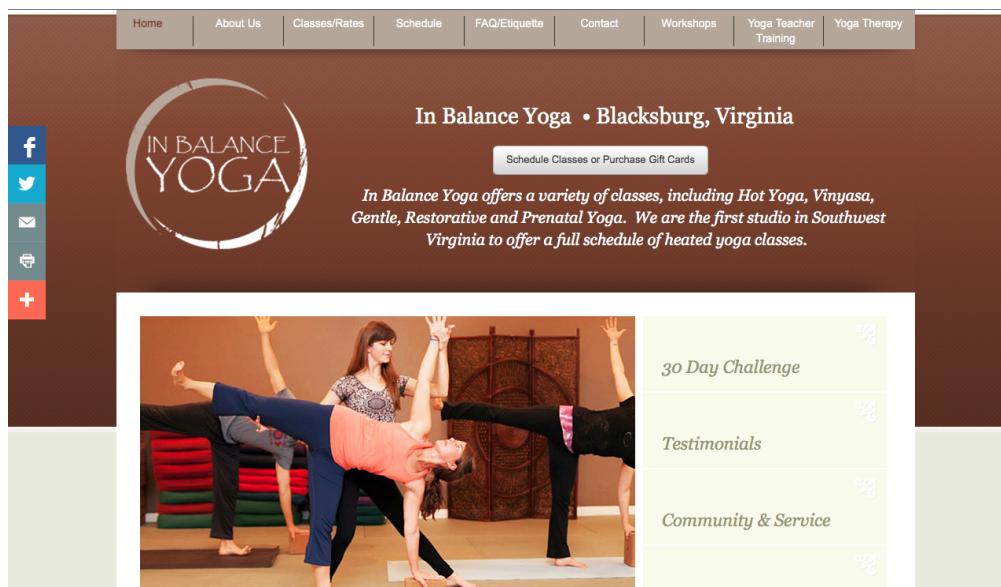 Home
About Us
Classes/Rates
Schedule
FAQ/Etiquette
Contact
Workshops
Yoga Teacher
Training
Yoga Therapy
IN BALANCE
YOGA
In Balance Yoga • Blacksburg, Virginia
Schedule Classes or Purchase Gift Cards
In Balance Yoga offers a variety of classes, including Hot Yoga, Vinyasa,
Gentle, Restorative and Prenatal Yoga. We are the first studio in Southwest
Virginia to offer a full schedule of heated yoga classes.
30 Day Challenge
Testimonials
Community & Service